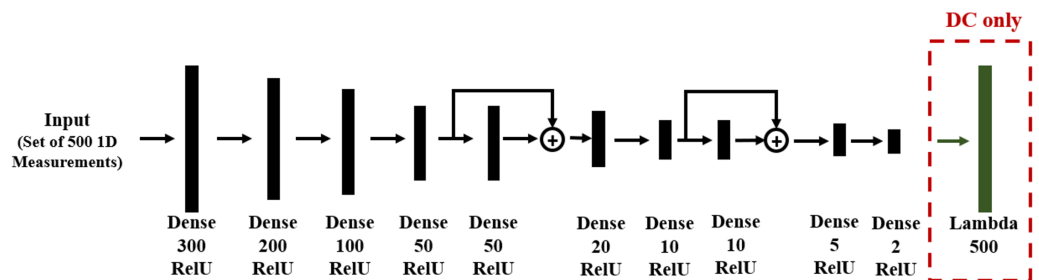 DC only
Input
(Set of 500 1D
Measurements)
+
+
Dense
300
RelU
Dense
200
RelU
Dense
100
RelU
Dense
50
RelU
Dense
50
RelU
Dense
20
RelU
Dense
10
RelU
Dense
10
RelU
Dense
5
RelU
Dense
2
RelU
Lambda
500